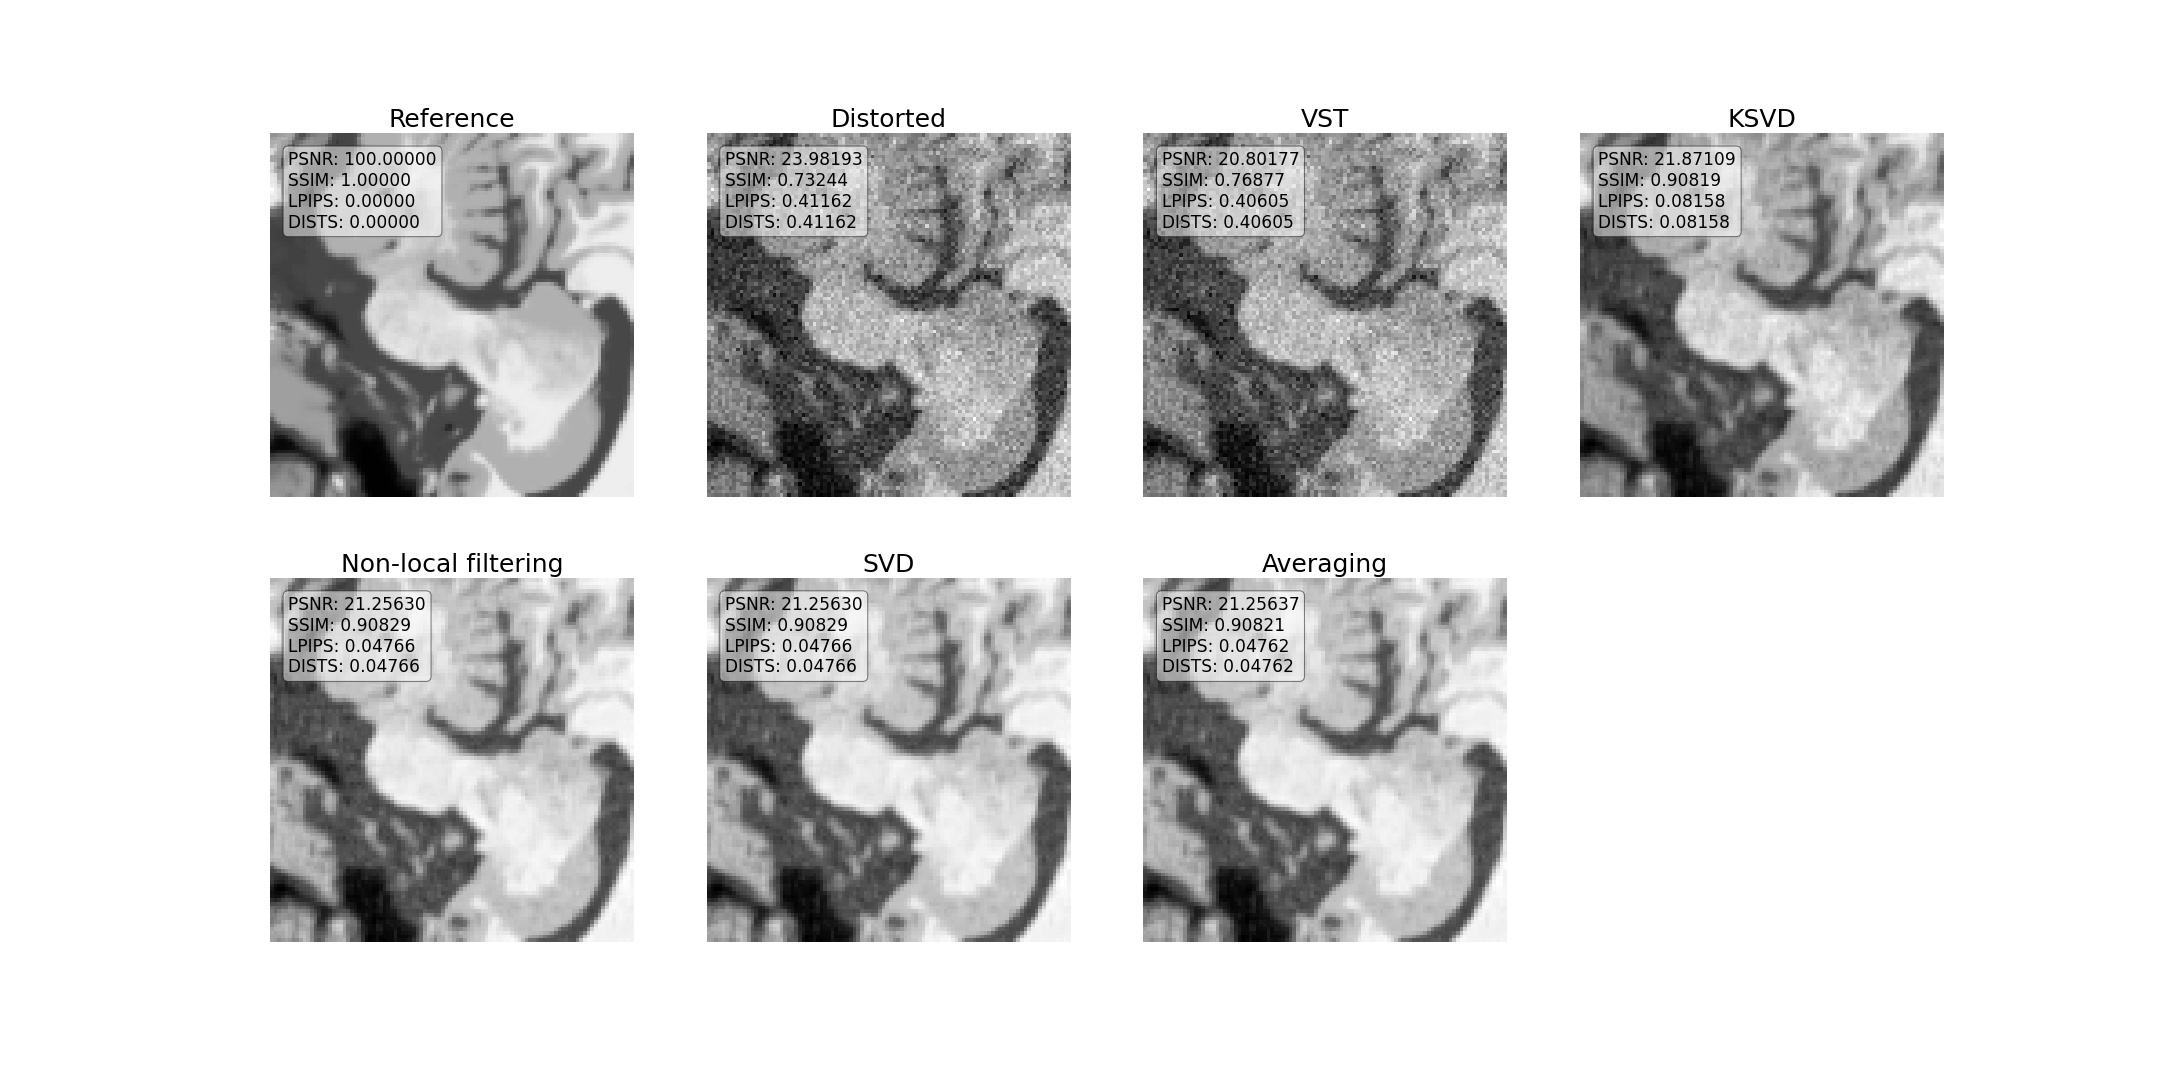 Reference
PSNR: 100.00000
SSIM: 1.00000
LPIPS: 0.00000
DISTS: 0.00000
Distorted
PSNR: 23.98193
SSIM: 0.73244
LPIPS: 0.41162
DISTS: 0.41162
VST
PSNR: 20.80177
SSIM: 0.76877
LPIPS: 0.40605
DISTS: 0.40605
KSVD
PSNR: 21.87109
SSIM: 0.90819
LPIPS: 0.08158
DISTS: 0.08158
Non-local filtering
PSNR: 21.25630
SSIM: 0.90829
LPIPS: 0.04766
DISTS: 0.04766
SVD
PSNR: 21.25630
SSIM: 0.90829
LPIPS: 0.04766
DISTS: 0.04766
Averaging
PSNR: 21.25637
SSIM: 0.90821
LPIPS: 0.04762
DISTS: 0.04762